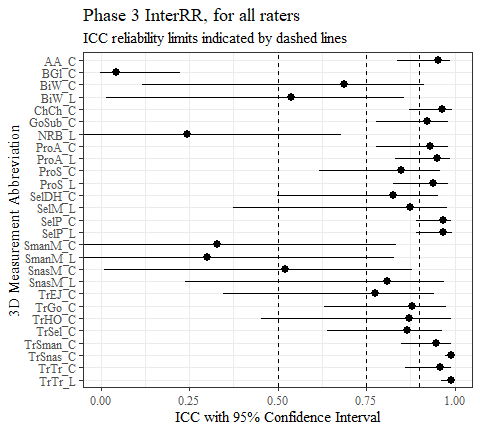 Phase 3 InterRR, for all raters
ICC reliability limits indicated by dashed lines
3D Measurement Abbreviation
AA_C
BGl_C
BiW_C
BiW_L
ChCh_C
GoSub_C
NRB_L
ProA_C
ProA_L
ProS_C
ProS_L
SelDH_C
SelM_L
SelP_C
SelP_L
SmanM_C
SmanM_L
SnasM_C
SnasM_L
TrEJ_C
TrGo_C
TrHO_C
TrSel_C
TrSman_C
TrSnas_C
TrTr_C
TrTr_L
0.00 0.25 0.50 0.75 1.00
ICC with 95% Confidence Interval